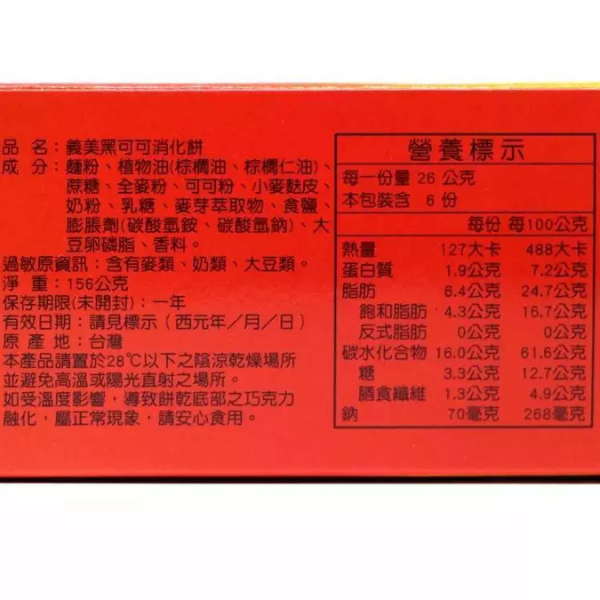 品 名：義美黑可可消化餅
成 分：麵粉、植物油(棕櫚油、棕櫚仁油)、
蔗糖、全麥粉、可可粉、小麥麩皮、
奶粉、乳糖、麥芽萃取物、食鹽、
膨脹劑(碳酸氫銨、碳酸氫鈉)、大
豆卵磷脂、香料。
過敏原資訊：含有麥類、奶類、大豆類。
淨 重：156公克
保存期限(未開封)：一年
有效日期：請見標示（西元年／月／日）
原 產 地：台灣
本產品請置於28℃以下之陰涼乾燥場所
並避免高溫或陽光直射之場所。
如受溫度影響，導致餅乾底部之巧克力
融化，屬正常現象，請安心食用。
營養標示
每一份量 26 公克
本包裝含 6 份
每份 每100公克
熱量 127大卡 488大卡
蛋白質 1.9公克 7.2公克
脂肪 6.4公克 24.7公克
飽和脂肪 4.3公克 16.7公克
反式脂肪 0公克 0公克
碳水化合物 16.0公克 61.6公克
糖 3.3公克 12.7公克
膳食纖維 1.3公克 4.9公克
鈉 70毫克 268毫克